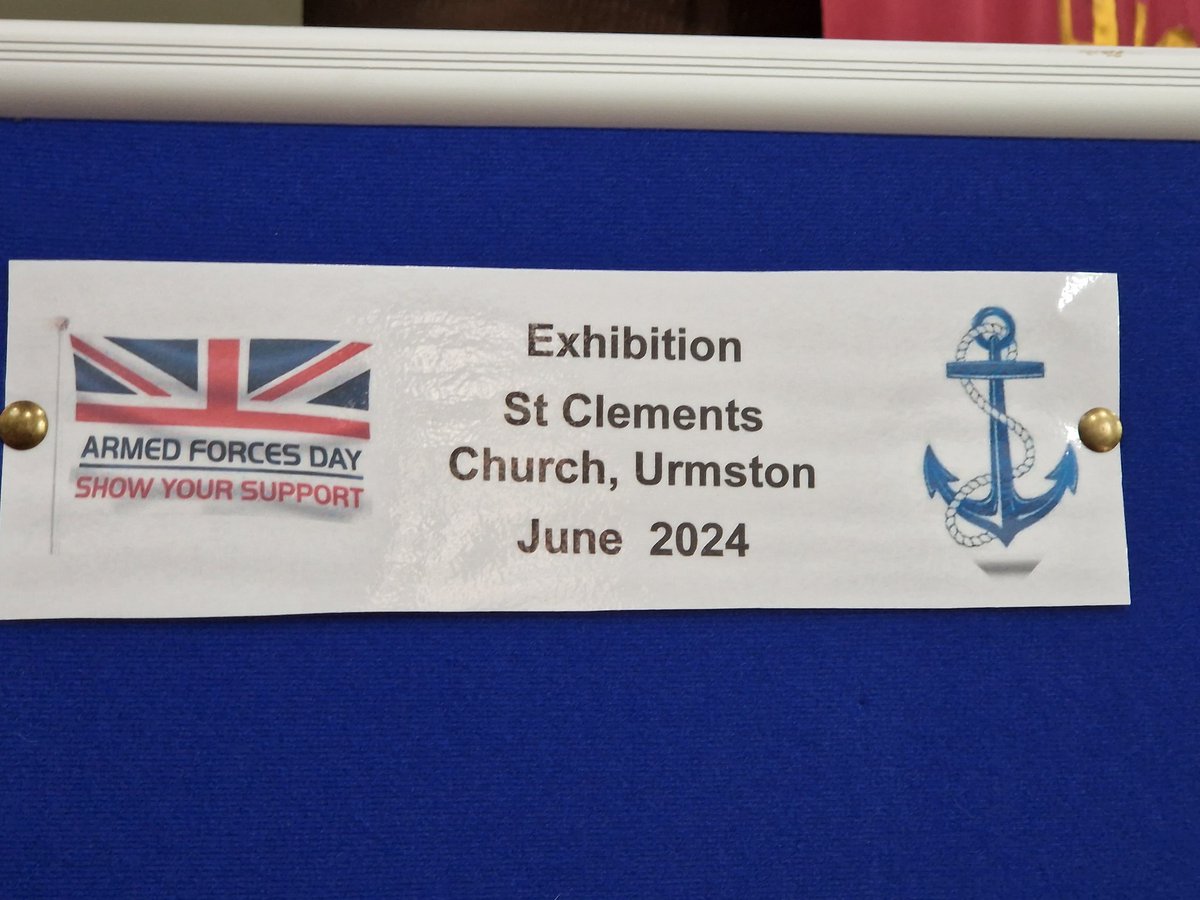 ARMED FORCES DAY
SHOW YOUR SUPPORT
Exhibition
St Clements
Church, Urmston
June 2024